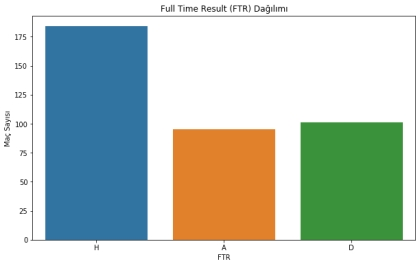 Full Time Result (FTR) Dağılımı
Maç Sayısı
175
150
125
100
75
50
25
0
H
A
D
FTR